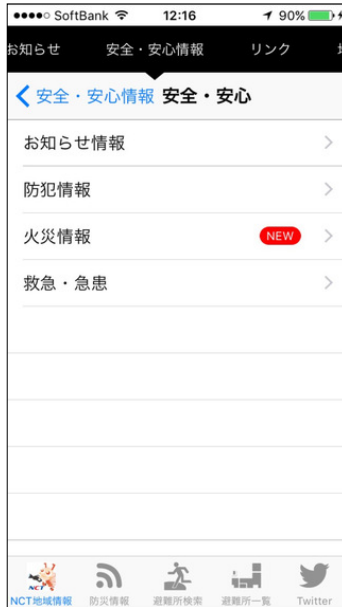 SoftBank 12:16 90%
お知らせ 安全・安心情報 リンク
安全・安心情報 安全・安心
お知らせ情報
防犯情報
火災情報 NEW
救急・急患
NCT
NCT地域情報 防災情報 避難所検索 避難所一覧 Twitter